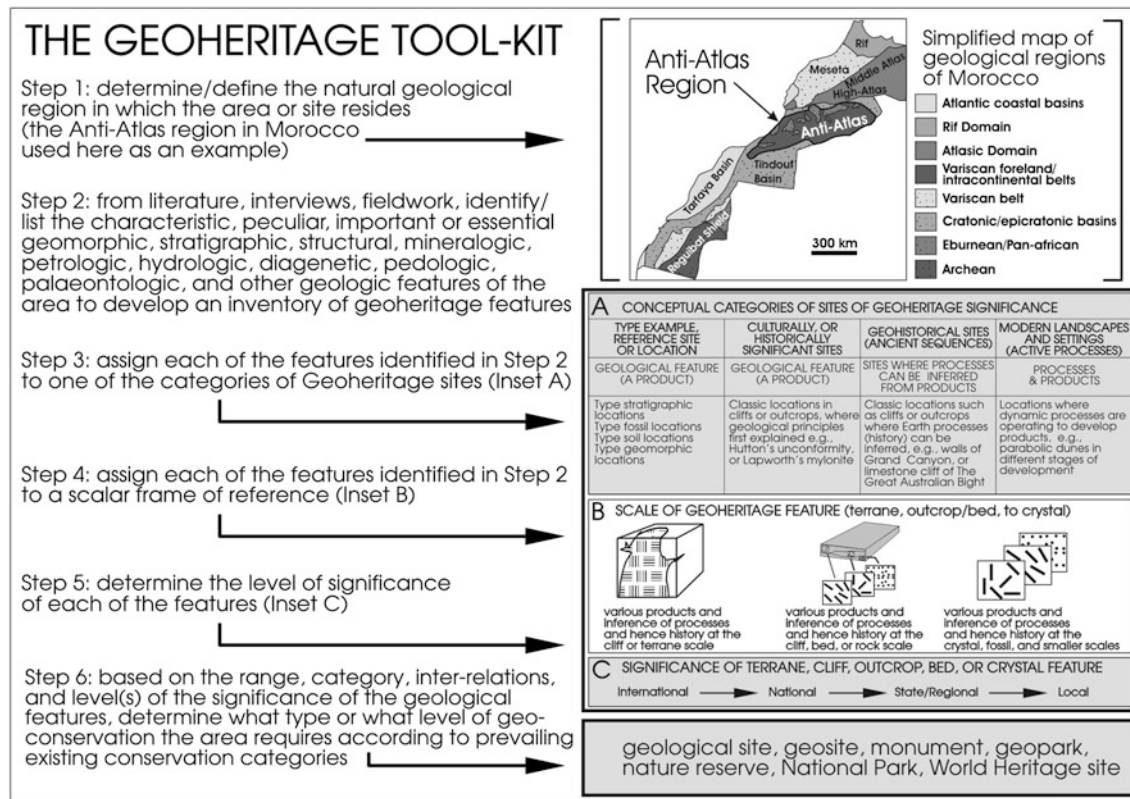 THE GEOHERITAGE TOOL-KIT
Step 1: determine/define the natural geological
region in which the area or site resides
(the Anti-Atlas region in Morocco
used here as an example)
Step 2: from literature, interviews, fieldwork, identify/
list the characteristic, peculiar, important or essential
geomorphic, stratigraphic, structural, mineralogic,
petrologic, hydrologic, diagenetic, pedologic,
palaeontologic, and other geologic features of the
area to develop an inventory of geoheritage features
Step 3: assign each of the features identified in Step 2
to one of the categories of Geoheritage sites (Inset A)
Step 4: assign each of the features identified in Step 2
to a scalar frame of reference (Inset B)
Step 5: determine the level of significance
of each of the features (Inset C)
Step 6: based on the range, category, inter-relations,
and level(s) of the significance of the geological
features, determine what type or what level of geo-
conservation the area requires according to prevailing
existing conservation categories
Anti-Atlas
Region
Rif
Meseta
Middle Atlas
High-Atlas
Anti-Atlas
Tindouf
Basin
Tarfaya Basin
Reguibat Shield
300 km
Simplified map of
geological regions
of Morocco
Atlantic coastal basins
Rif Domain
Atlasic Domain
Variscan foreland/
intracontinental belts
Variscan belt
Cratonic/epicratonic basins
Eburnean/Pan-african
Archean
A CONCEPTUAL CATEGORIES OF SITES OF GEOHERITAGE SIGNIFICANCE
TYPE EXAMPLE,
REFERENCE SITE
OR LOCATION
GEOLOGICAL FEATURE
(A PRODUCT)
Type stratigraphic
locations
Type fossil locations
Type soil locations
Type geomorphic
locations
CULTURALLY, OR
HISTORICALLY
SIGNIFICANT SITES
GEOLOGICAL FEATURE
(A PRODUCT)
Classic locations in
cliffs or outcrops, where
geological principles
first explained e.g.,
Hutton's unconformity,
or Lapworth's mylonite
GEOHISTORICAL SITES
(ANCIENT SEQUENCES)
SITES WHERE PROCESSES
CAN BE INFERRED
FROM PRODUCTS
Classic locations such
as cliffs or outcrops
where Earth processes
(history) can be
inferred, e.g., walls of
Grand Canyon, or
limestone cliff of The
Great Australian Bight
MODERN LANDSCAPES
AND SETTINGS
(ACTIVE PROCESSES)
PROCESSES
& PRODUCTS
Locations where
dynamic processes are
operating to develop
products, e.g.,
parabolic dunes in
different stages of
development
B SCALE OF GEOHERITAGE FEATURE (terrane, outcrop/bed, to crystal)
various products and
inference of processes
and hence history at the
cliff or terrane scale
various products and
inference of processes
and hence history at the
cliff, bed, or rock scale
various products and
inference of processes
and hence history at the
crystal, fossil, and smaller scales
C SIGNIFICANCE OF TERRANE, CLIFF, OUTCROP, BED, OR CRYSTAL FEATURE
International National State/Regional Local
geological site, geosite, monument, geopark,
nature reserve, National Park, World Heritage site